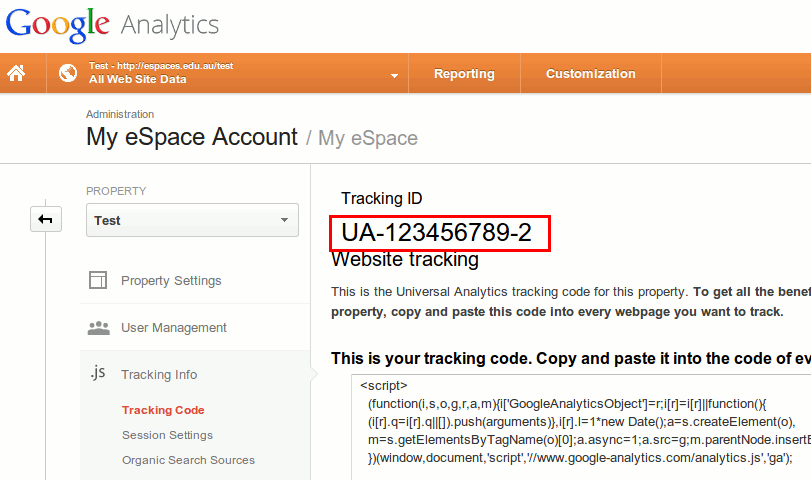 Google Analytics
Test - http://espaces.edu.au/test
All Web Site Data
Reporting
Customization
Administration
My eSpace Account / My eSpace
PROPERTY
Test
Property Settings
User Management
.js Tracking Info
Tracking Code
Session Settings
Organic Search Sources
Tracking ID
UA-123456789-2
Website tracking
This is the Universal Analytics tracking code for this property. To get all the benef
property, copy and paste this code into every webpage you want to track.
This is your tracking code. Copy and paste it into the code of ev
<script>
(function(i,s,o,g,r,a,m){i['GoogleAnalyticsObject']=r;i[r]=i[r]||function(){
(i[r].q=i[r].q||[]).push(arguments)},i[r].l=1*new Date();a=s.createElement(o),
m=s.getElementsByTagName(o)[0];a.async=1;a.src=g;m.parentNode.insertB
})(window,document,'script','//www.google-analytics.com/analytics.js','ga');